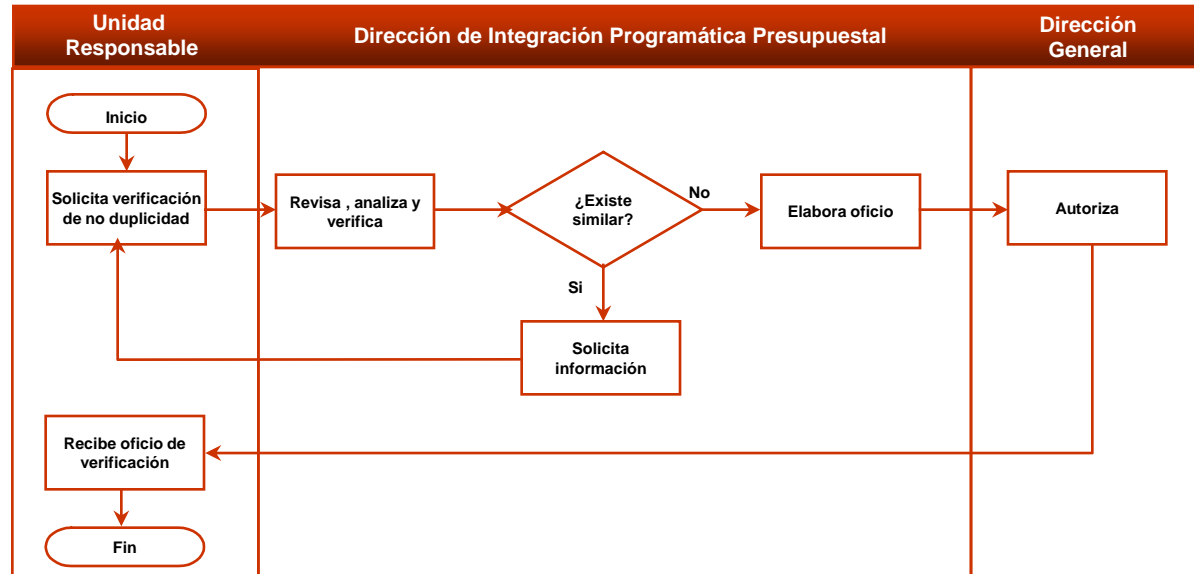 Unidad
Responsable
Dirección de Integración Programática Presupuestal
Dirección
General
Inicio
Solicita verificación
de no duplicidad
Revisa , analiza y
verifica
¿Existe
similar?
No
Elabora oficio
Autoriza
Si
Solicita
información
Recibe oficio de
verificación
Fin